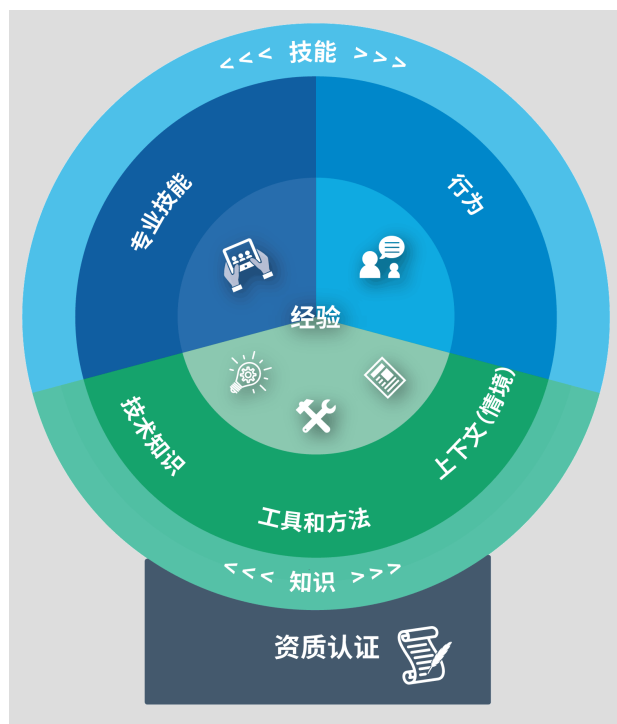 <<< 技能 >>>
专业技能
行为
经验
技术知识
上下文(情境)
工具和方法
<<< 知识 >>>
资质认证